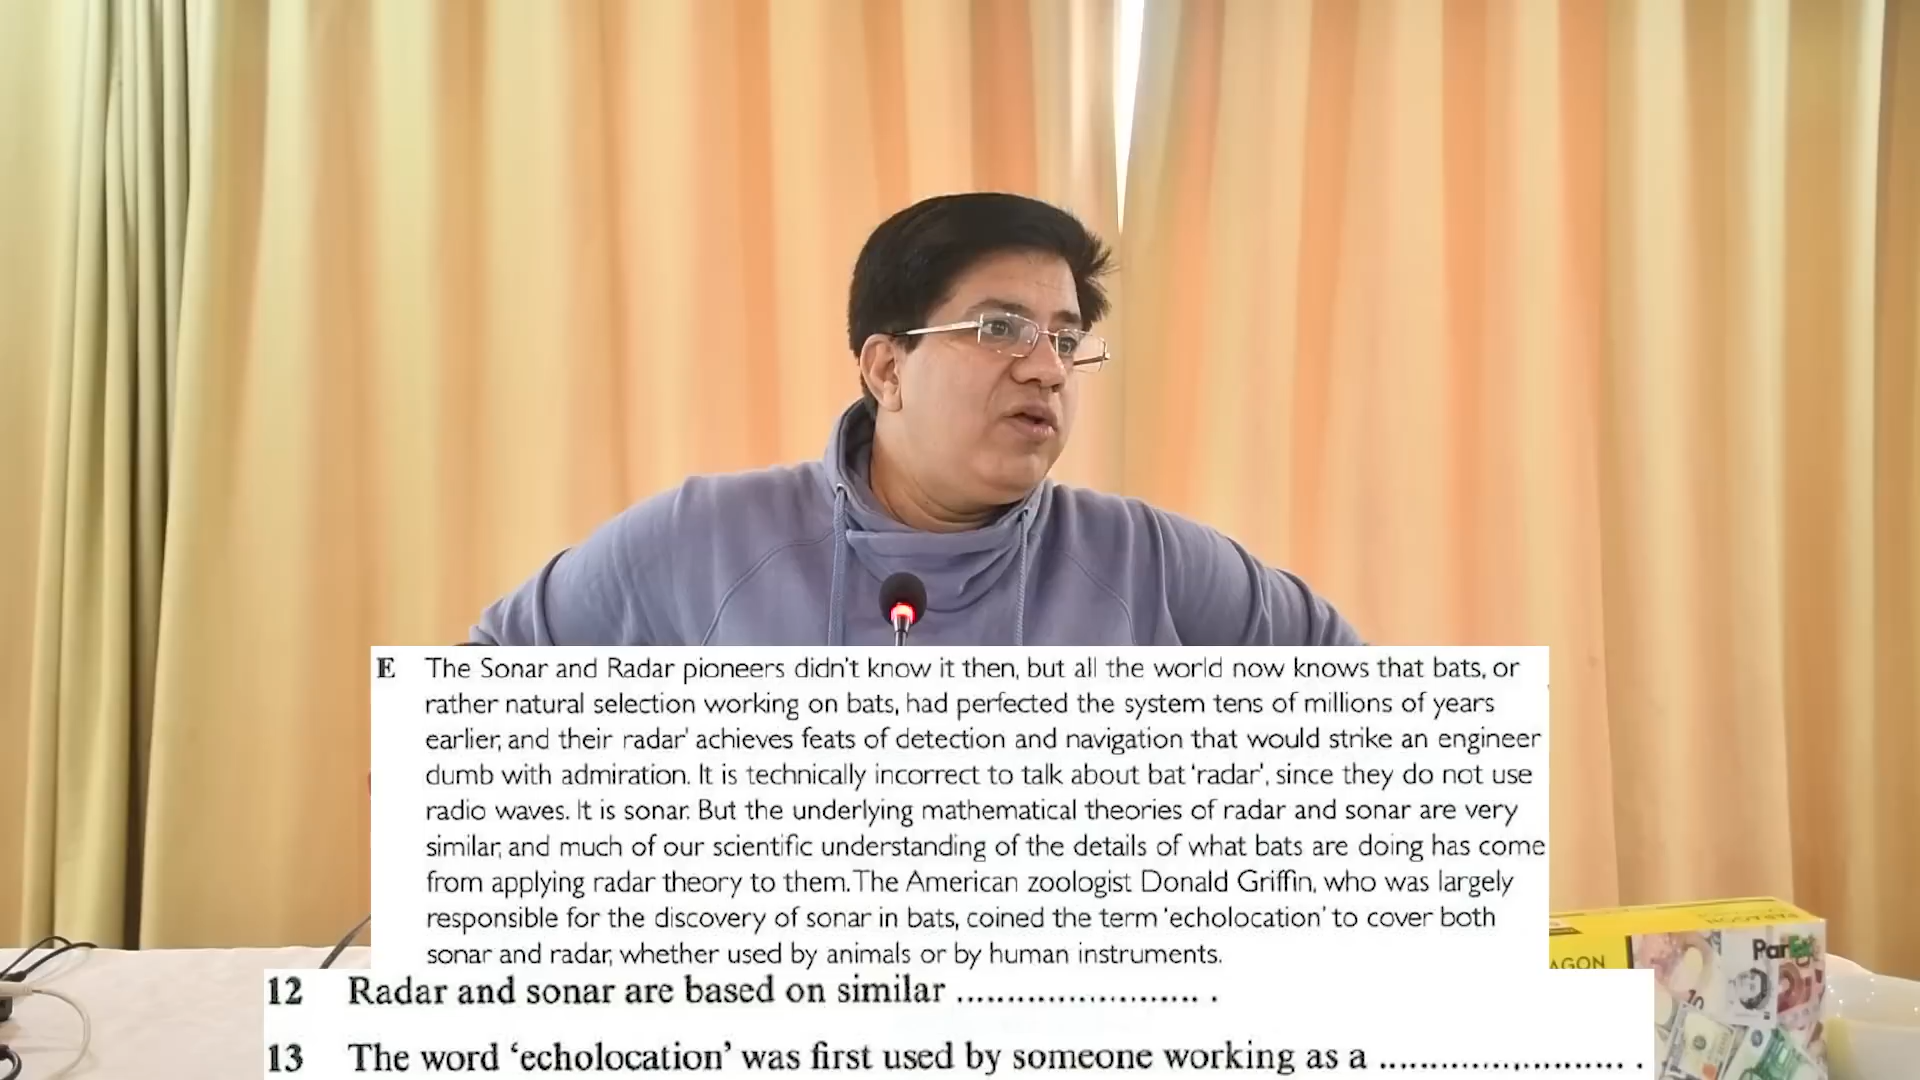 E The Sonar and Radar pioneers didn't know it then, but all the world now knows that bats, or
rather natural selection working on bats, had perfected the system tens of millions of years
earlier, and their radar' achieves feats of detection and navigation that would strike an engineer
dumb with admiration. It is technically incorrect to talk about bat 'radar', since they do not use
radio waves. It is sonar. But the underlying mathematical theories of radar and sonar are very
similar, and much of our scientific understanding of the details of what bats are doing has come
from applying radar theory to them. The American zoologist Donald Griffin, who was largely
responsible for the discovery of sonar in bats, coined the term 'echolocation' to cover both
sonar and radar, whether used by animals or by human instruments.
12 Radar and sonar are based on similar ........................ .
13 The word 'echolocation' was first used by someone working as a ........................ .
AGON
10